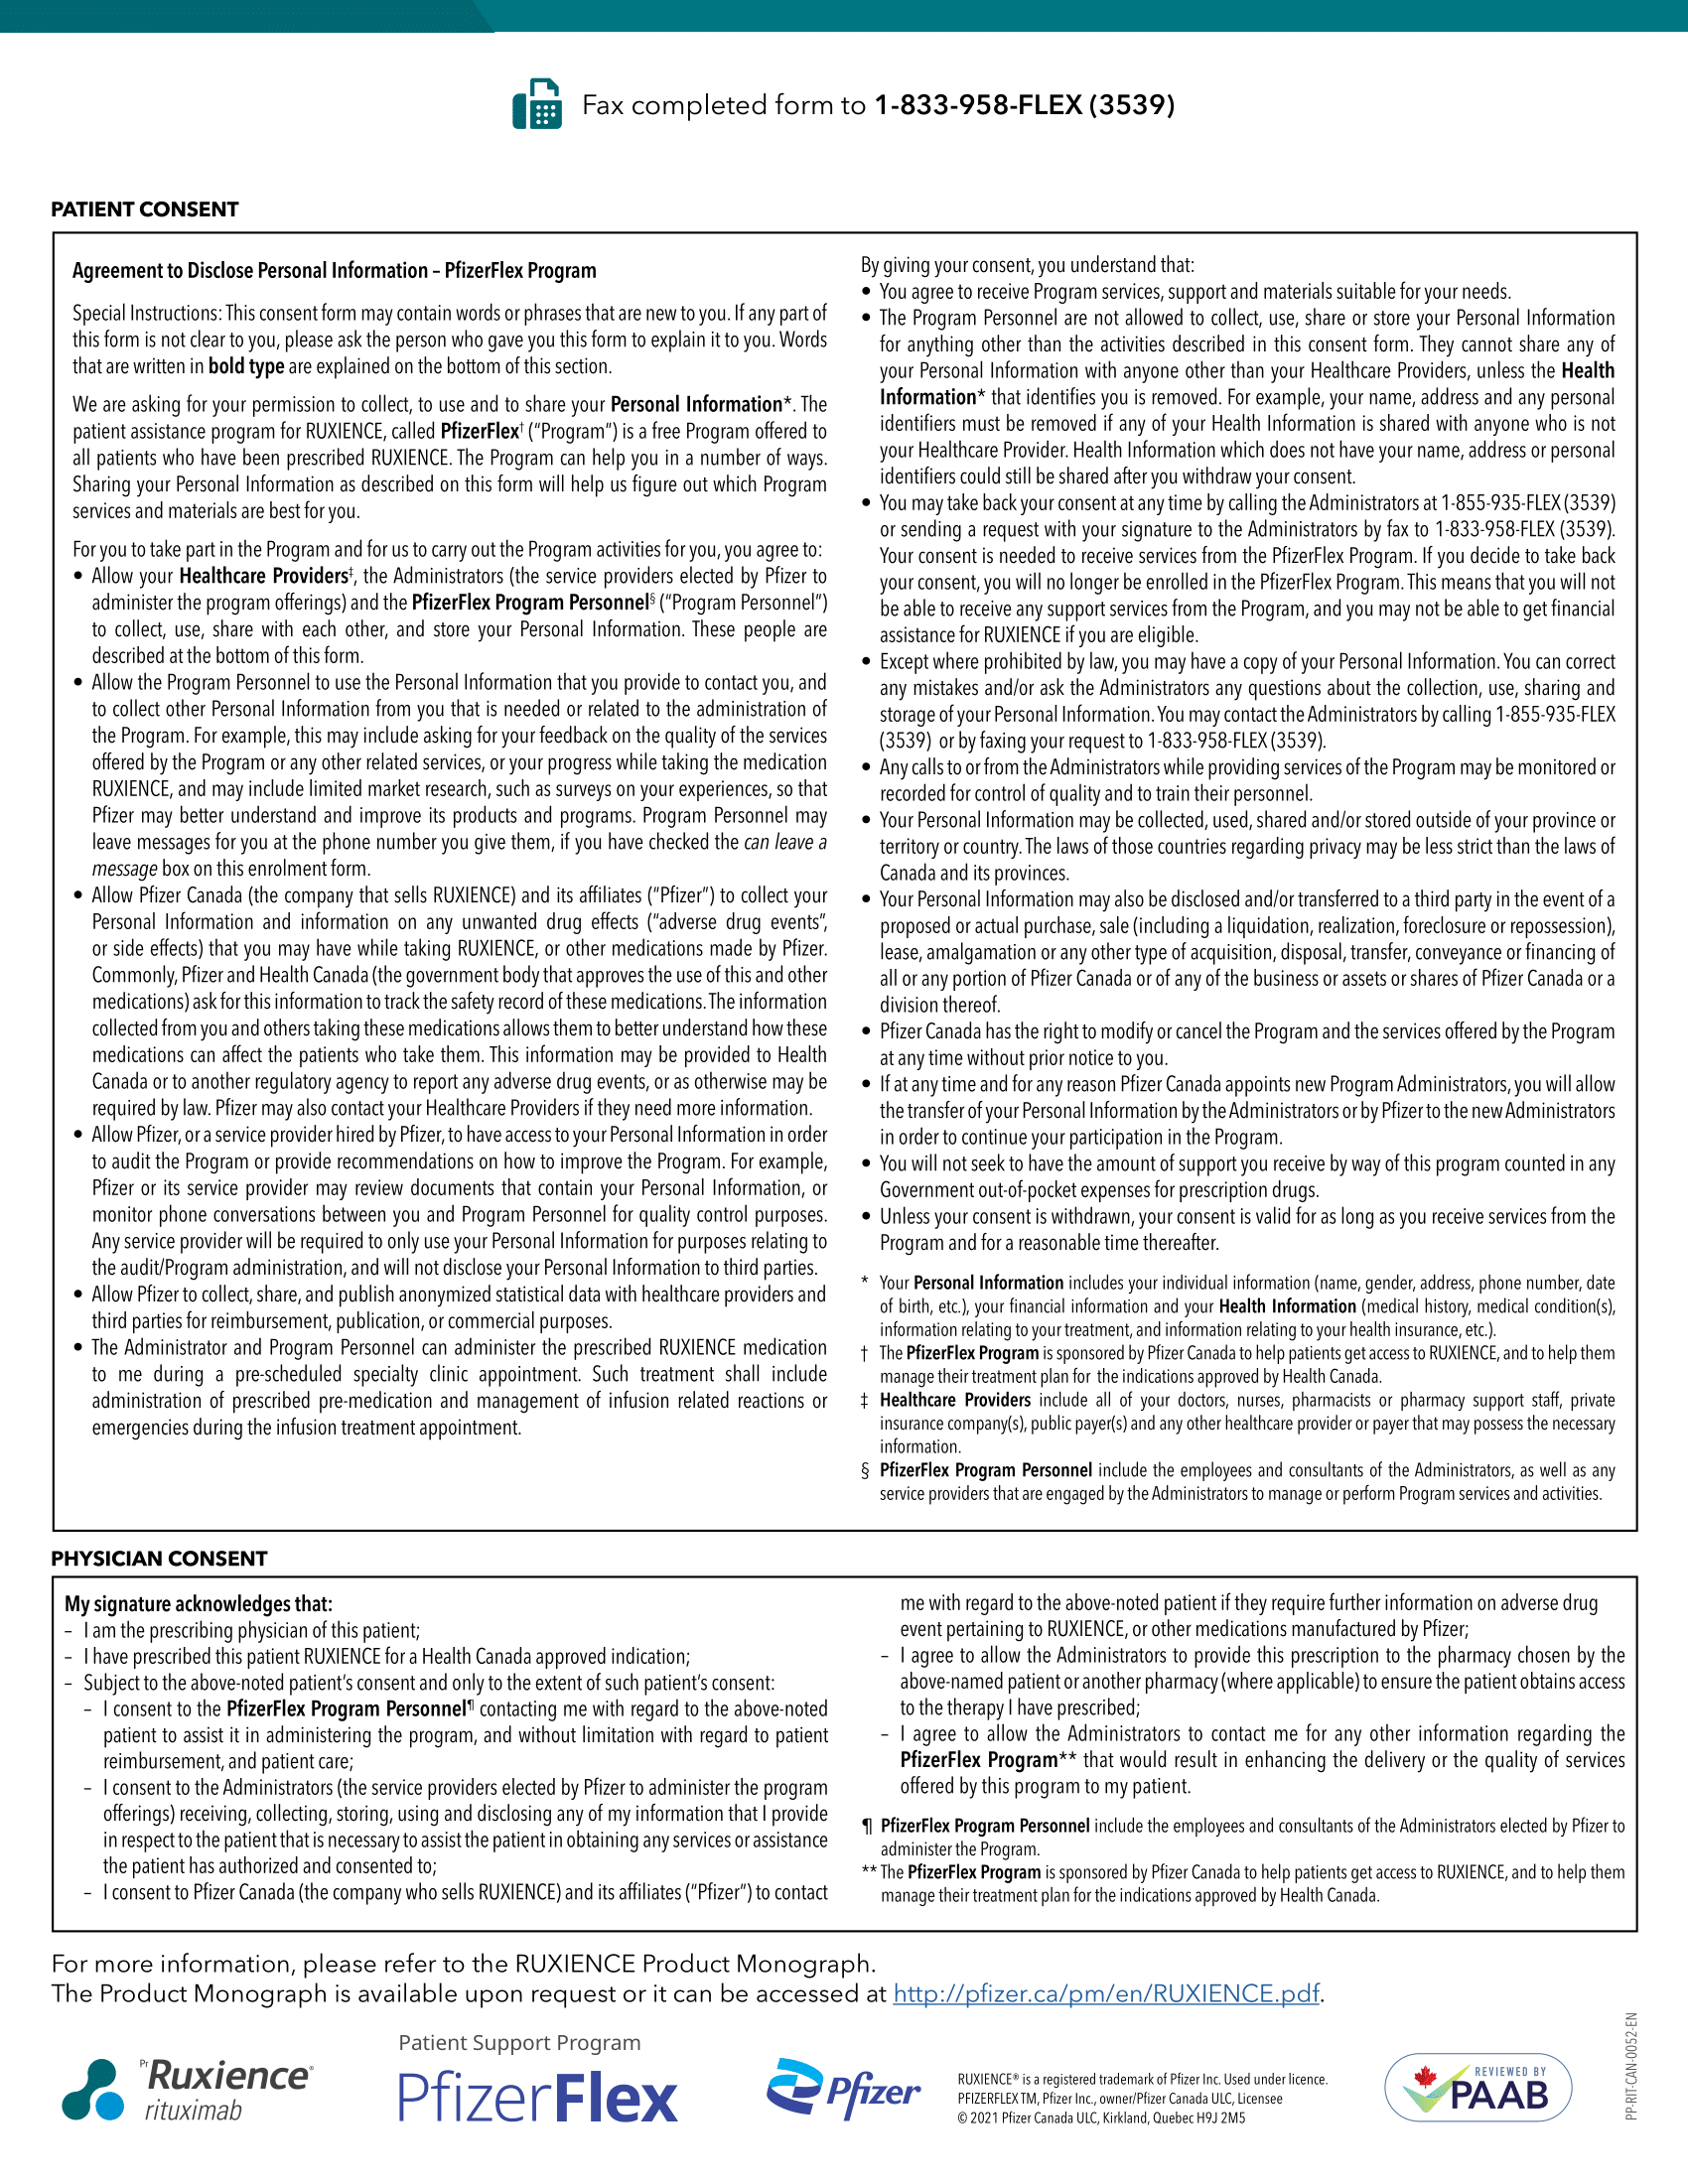 Fax completed form to 1-833-958-FLEX (3539)
PATIENT CONSENT
Agreement to Disclose Personal Information – PfizerFlex Program
Special Instructions: This consent form may contain words or phrases that are new to you. If any part of
this form is not clear to you, please ask the person who gave you this form to explain it to you. Words
that are written in bold type are explained on the bottom of this section.
We are asking for your permission to collect, to use and to share your Personal Information*. The
patient assistance program for RUXIENCE, called PfizerFlex† (“Program”) is a free Program offered to
all patients who have been prescribed RUXIENCE. The Program can help you in a number of ways.
Sharing your Personal Information as described on this form will help us figure out which Program
services and materials are best for you.
For you to take part in the Program and for us to carry out the Program activities for you, you agree to:
• Allow your Healthcare Providers‡, the Administrators (the service providers elected by Pfizer to
administer the program offerings) and the PfizerFlex Program Personnel§ (“Program Personnel”)
to collect, use, share with each other, and store your Personal Information. These people are
described at the bottom of this form.
• Allow the Program Personnel to use the Personal Information that you provide to contact you, and
to collect other Personal Information from you that is needed or related to the administration of
the Program. For example, this may include asking for your feedback on the quality of the services
offered by the Program or any other related services, or your progress while taking the medication
RUXIENCE, and may include limited market research, such as surveys on your experiences, so that
Pfizer may better understand and improve its products and programs. Program Personnel may
leave messages for you at the phone number you give them, if you have checked the can leave a
message box on this enrolment form.
• Allow Pfizer Canada (the company that sells RUXIENCE) and its affiliates (“Pfizer”) to collect your
Personal Information and information on any unwanted drug effects (“adverse drug events”,
or side effects) that you may have while taking RUXIENCE, or other medications made by Pfizer.
Commonly, Pfizer and Health Canada (the government body that approves the use of this and other
medications) ask for this information to track the safety record of these medications. The information
collected from you and others taking these medications allows them to better understand how these
medications can affect the patients who take them. This information may be provided to Health
Canada or to another regulatory agency to report any adverse drug events, or as otherwise may be
required by law. Pfizer may also contact your Healthcare Providers if they need more information.
• Allow Pfizer, or a service provider hired by Pfizer, to have access to your Personal Information in order
to audit the Program or provide recommendations on how to improve the Program. For example,
Pfizer or its service provider may review documents that contain your Personal Information, or
monitor phone conversations between you and Program Personnel for quality control purposes.
Any service provider will be required to only use your Personal Information for purposes relating to
the audit/Program administration, and will not disclose your Personal Information to third parties.
• Allow Pfizer to collect, share, and publish anonymized statistical data with healthcare providers and
third parties for reimbursement, publication, or commercial purposes.
• The Administrator and Program Personnel can administer the prescribed RUXIENCE medication
to me during a pre-scheduled specialty clinic appointment. Such treatment shall include
administration of prescribed pre-medication and management of infusion related reactions or
emergencies during the infusion treatment appointment.
By giving your consent, you understand that:
• You agree to receive Program services, support and materials suitable for your needs.
• The Program Personnel are not allowed to collect, use, share or store your Personal Information
for anything other than the activities described in this consent form. They cannot share any of
your Personal Information with anyone other than your Healthcare Providers, unless the Health
Information* that identifies you is removed. For example, your name, address and any personal
identifiers must be removed if any of your Health Information is shared with anyone who is not
your Healthcare Provider. Health Information which does not have your name, address or personal
identifiers could still be shared after you withdraw your consent.
• You may take back your consent at any time by calling the Administrators at 1-855-935-FLEX (3539)
or sending a request with your signature to the Administrators by fax to 1-833-958-FLEX (3539).
Your consent is needed to receive services from the PfizerFlex Program. If you decide to take back
your consent, you will no longer be enrolled in the PfizerFlex Program. This means that you will not
be able to receive any support services from the Program, and you may not be able to get financial
assistance for RUXIENCE if you are eligible.
• Except where prohibited by law, you may have a copy of your Personal Information. You can correct
any mistakes and/or ask the Administrators any questions about the collection, use, sharing and
storage of your Personal Information. You may contact the Administrators by calling 1-855-935-FLEX
(3539) or by faxing your request to 1-833-958-FLEX (3539).
• Any calls to or from the Administrators while providing services of the Program may be monitored or
recorded for control of quality and to train their personnel.
• Your Personal Information may be collected, used, shared and/or stored outside of your province or
territory or country. The laws of those countries regarding privacy may be less strict than the laws of
Canada and its provinces.
• Your Personal Information may also be disclosed and/or transferred to a third party in the event of a
proposed or actual purchase, sale (including a liquidation, realization, foreclosure or repossession),
lease, amalgamation or any other type of acquisition, disposal, transfer, conveyance or financing of
all or any portion of Pfizer Canada or of any of the business or assets or shares of Pfizer Canada or a
division thereof.
• Pfizer Canada has the right to modify or cancel the Program and the services offered by the Program
at any time without prior notice to you.
• If at any time and for any reason Pfizer Canada appoints new Program Administrators, you will allow
the transfer of your Personal Information by the Administrators or by Pfizer to the new Administrators
in order to continue your participation in the Program.
• You will not seek to have the amount of support you receive by way of this program counted in any
Government out-of-pocket expenses for prescription drugs.
• Unless your consent is withdrawn, your consent is valid for as long as you receive services from the
Program and for a reasonable time thereafter.
* Your Personal Information includes your individual information (name, gender, address, phone number, date
of birth, etc.), your financial information and your Health Information (medical history, medical condition(s),
information relating to your treatment, and information relating to your health insurance, etc.).
† The PfizerFlex Program is sponsored by Pfizer Canada to help patients get access to RUXIENCE, and to help them
manage their treatment plan for the indications approved by Health Canada.
‡ Healthcare Providers include all of your doctors, nurses, pharmacists or pharmacy support staff, private
insurance company(s), public payer(s) and any other healthcare provider or payer that may possess the necessary
information.
§ PfizerFlex Program Personnel include the employees and consultants of the Administrators, as well as any
service providers that are engaged by the Administrators to manage or perform Program services and activities.
PHYSICIAN CONSENT
My signature acknowledges that:
– I am the prescribing physician of this patient;
– I have prescribed this patient RUXIENCE for a Health Canada approved indication;
– Subject to the above-noted patient’s consent and only to the extent of such patient’s consent:
– I consent to the PfizerFlex Program Personnel¶ contacting me with regard to the above-noted
patient to assist it in administering the program, and without limitation with regard to patient
reimbursement, and patient care;
– I consent to the Administrators (the service providers elected by Pfizer to administer the program
offerings) receiving, collecting, storing, using and disclosing any of my information that I provide
in respect to the patient that is necessary to assist the patient in obtaining any services or assistance
the patient has authorized and consented to;
– I consent to Pfizer Canada (the company who sells RUXIENCE) and its affiliates (“Pfizer”) to contact
me with regard to the above-noted patient if they require further information on adverse drug
event pertaining to RUXIENCE, or other medications manufactured by Pfizer;
– I agree to allow the Administrators to provide this prescription to the pharmacy chosen by the
above-named patient or another pharmacy (where applicable) to ensure the patient obtains access
to the therapy I have prescribed;
– I agree to allow the Administrators to contact me for any other information regarding the
PfizerFlex Program** that would result in enhancing the delivery or the quality of services
offered by this program to my patient.
¶ PfizerFlex Program Personnel include the employees and consultants of the Administrators elected by Pfizer to
administer the Program.
** The PfizerFlex Program is sponsored by Pfizer Canada to help patients get access to RUXIENCE, and to help them
manage their treatment plan for the indications approved by Health Canada.
For more information, please refer to the RUXIENCE Product Monograph.
The Product Monograph is available upon request or it can be accessed at http://pfizer.ca/pm/en/RUXIENCE.pdf.
Pr Ruxience®
rituximab
Patient Support Program
PfizerFlex
Pfizer
RUXIENCE® is a registered trademark of Pfizer Inc. Used under licence.
PFIZERFLEX TM, Pfizer Inc., owner/Pfizer Canada ULC, Licensee
© 2021 Pfizer Canada ULC, Kirkland, Quebec H9J 2M5
REVIEWED BY
PAAB
PP-RIT-CAN-0052-EN